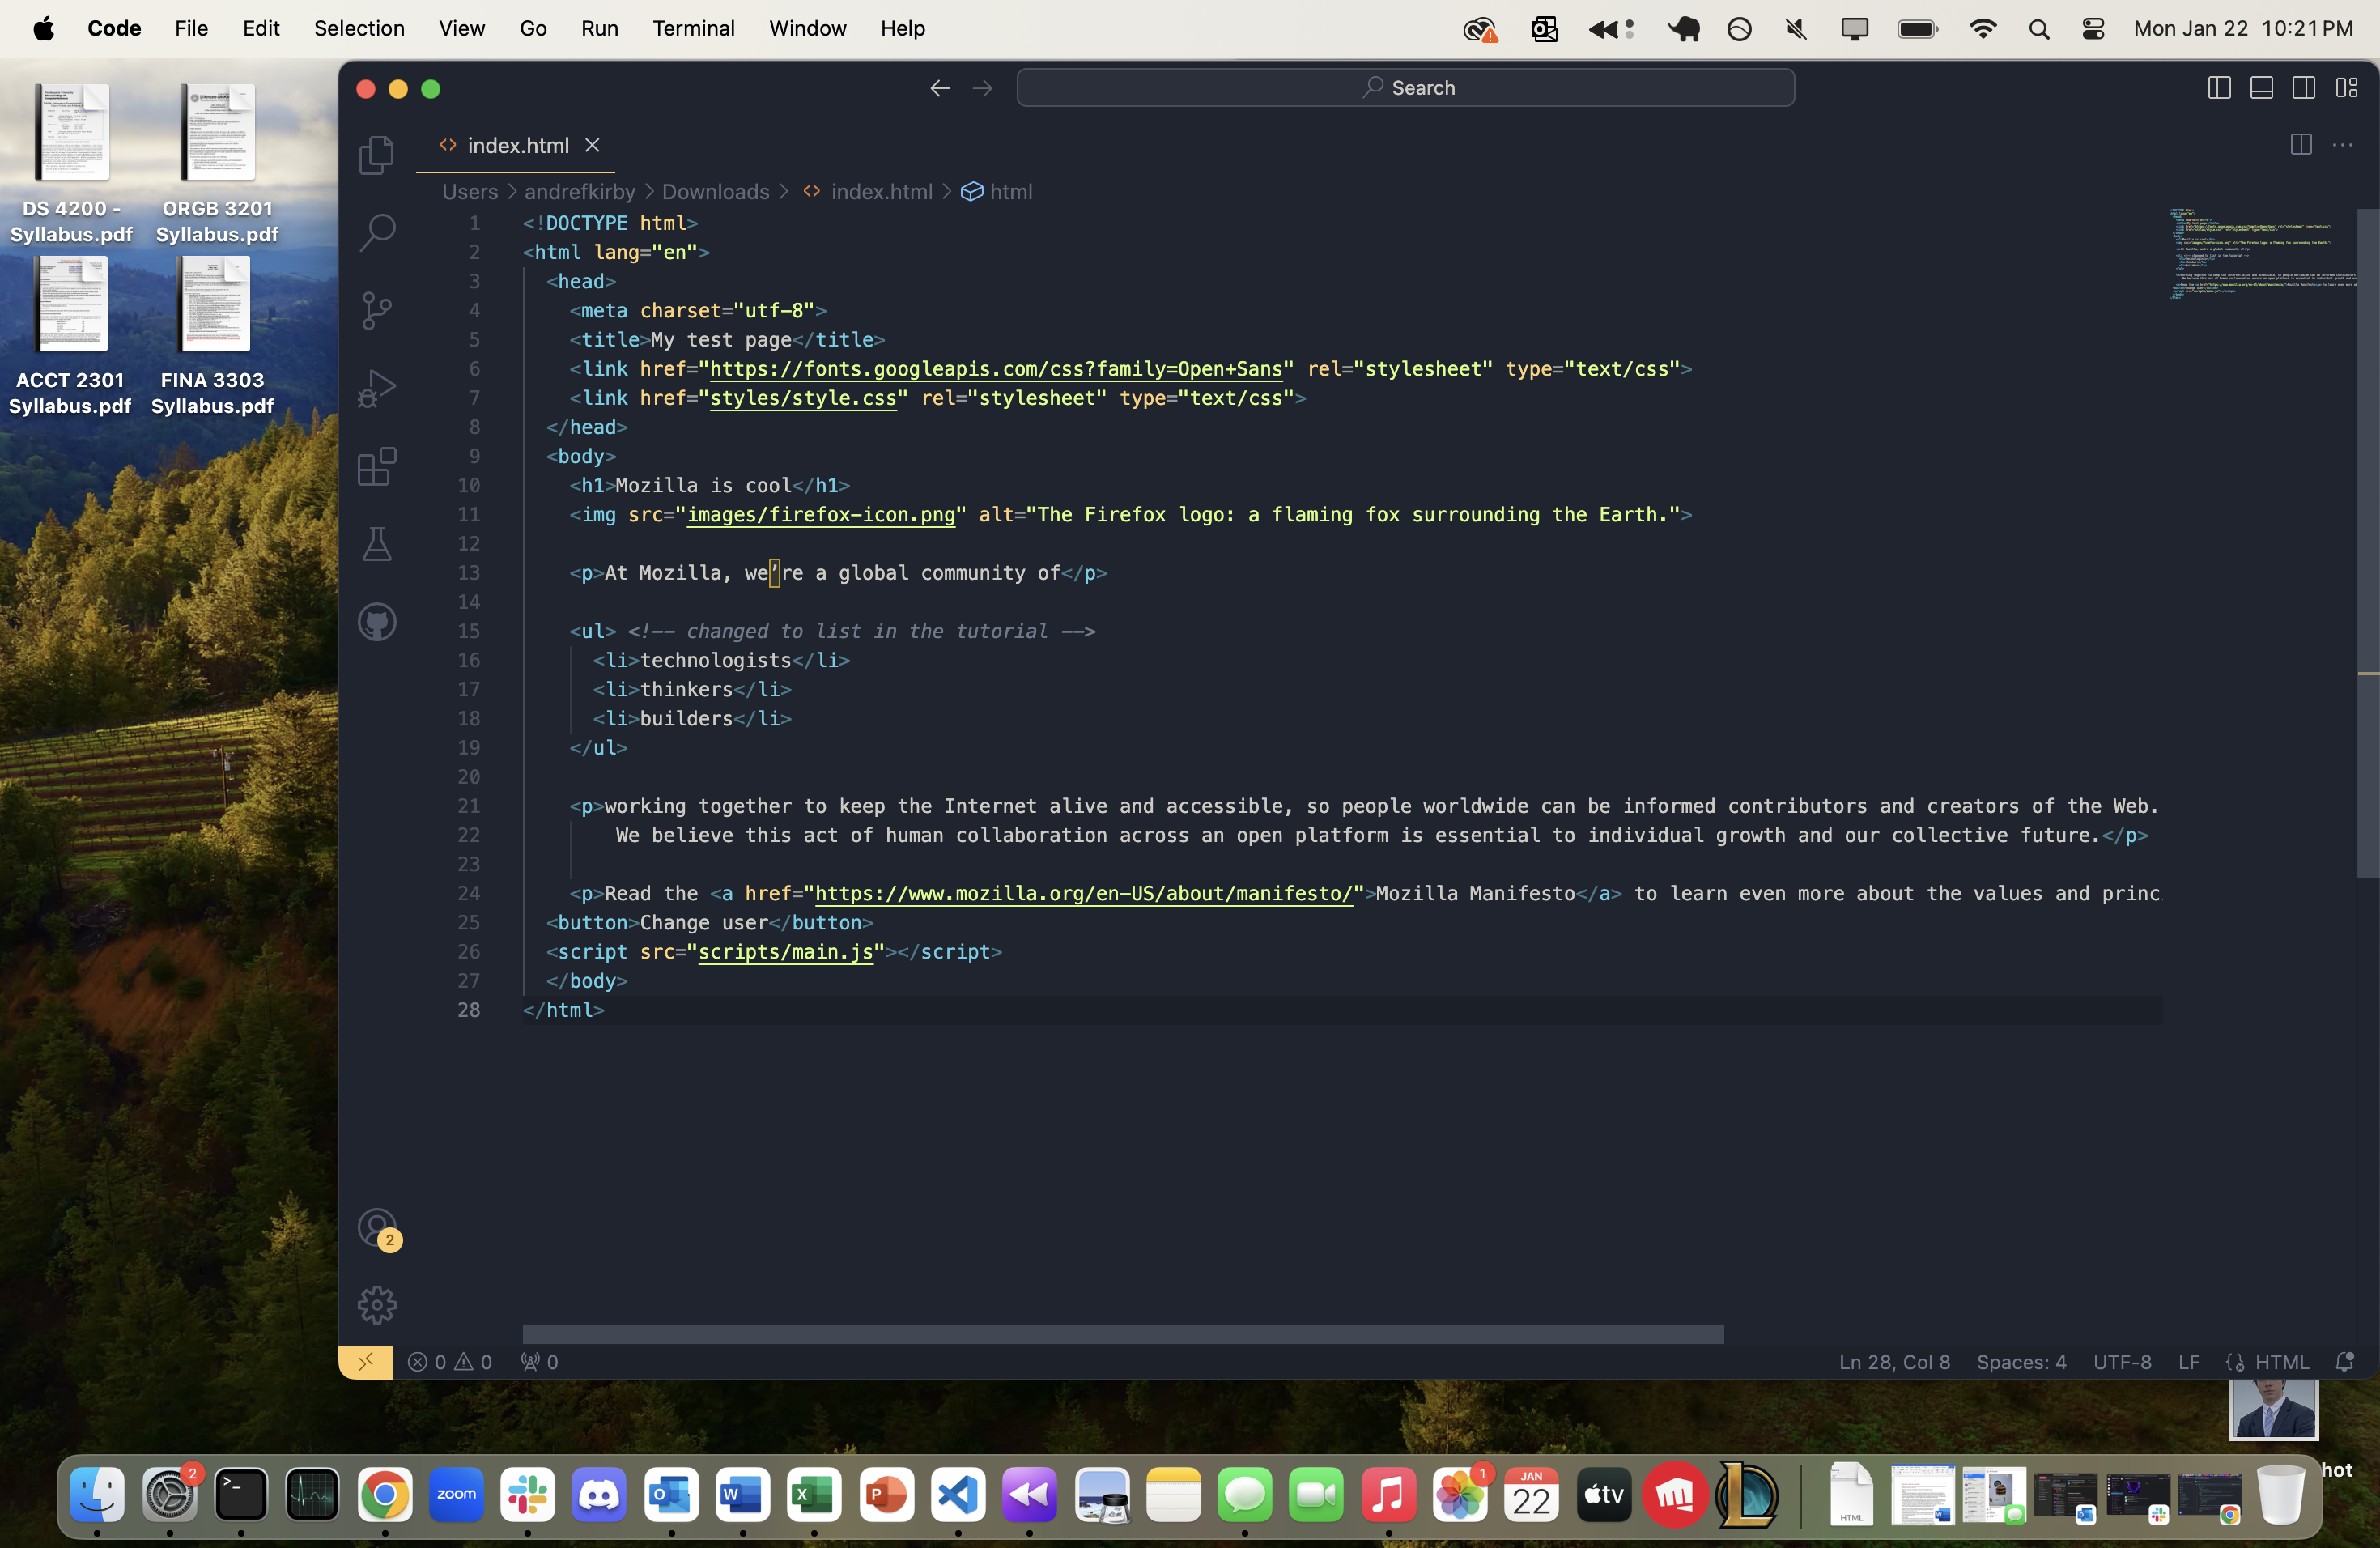 Code File Edit Selection View Go Run Terminal Window Help Mon Jan 22 10:21 PM
DS 4200 - Syllabus.pdf
ORGB 3201 Syllabus.pdf
ACCT 2301 Syllabus.pdf
FINA 3303 Syllabus.pdf
Search
index.html
Users > andrefkirby > Downloads > index.html > html
1 <!DOCTYPE html>
2 <html lang="en">
3 <head>
4 <meta charset="utf-8">
5 <title>My test page</title>
6 <link href="https://fonts.googleapis.com/css?family=Open+Sans" rel="stylesheet" type="text/css">
7 <link href="styles/style.css" rel="stylesheet" type="text/css">
8 </head>
9 <body>
10 <h1>Mozilla is cool</h1>
11 <img src="images/firefox-icon.png" alt="The Firefox logo: a flaming fox surrounding the Earth.">
12
13 <p>At Mozilla, we’re a global community of</p>
14
15 <ul> <!-- changed to list in the tutorial -->
16 <li>technologists</li>
17 <li>thinkers</li>
18 <li>builders</li>
19 </ul>
20
21 <p>working together to keep the Internet alive and accessible, so people worldwide can be informed contributors and creators of the Web.
22 We believe this act of human collaboration across an open platform is essential to individual growth and our collective future.</p>
23
24 <p>Read the <a href="https://www.mozilla.org/en-US/about/manifesto/">Mozilla Manifesto</a> to learn even more about the values and princ
25 <button>Change user</button>
26 <script src="scripts/main.js"></script>
27 </body>
28 </html>
2
0 0 0 Ln 28, Col 8 Spaces: 4 UTF-8 LF HTML
hot
2 zoom O W X P 1 JAN 22 tv HTML